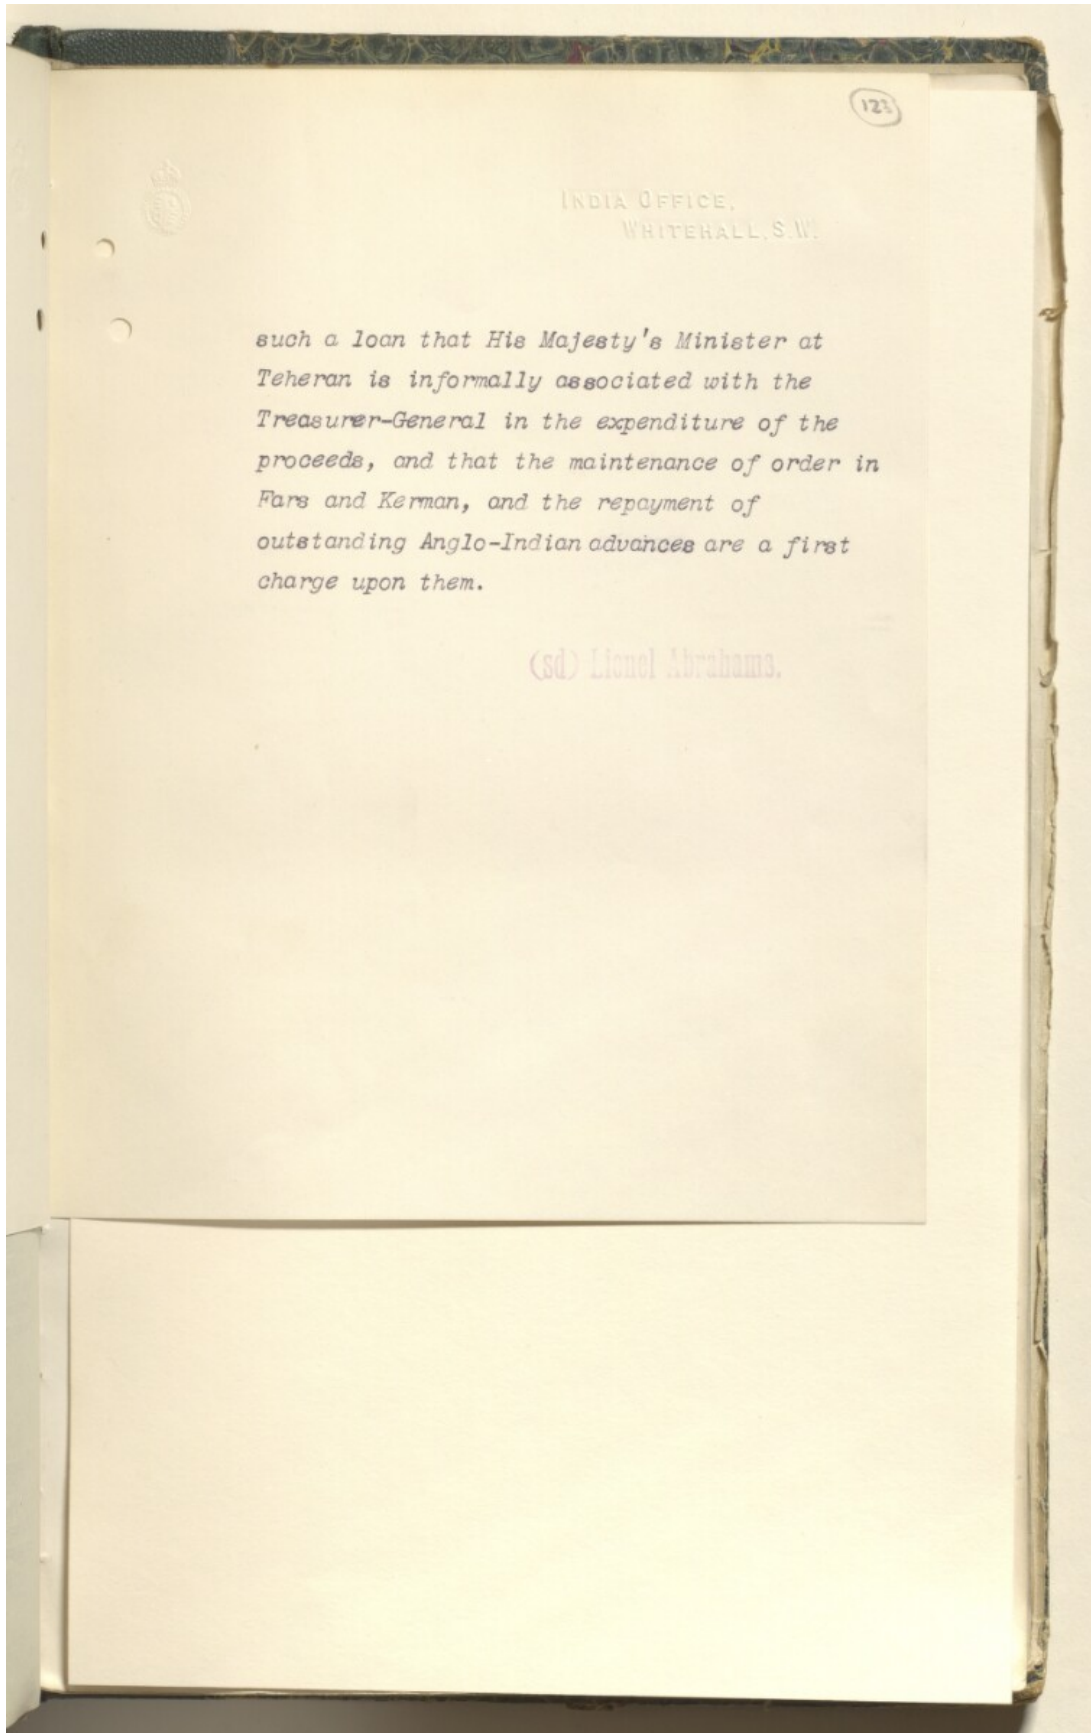 123
INDIA OFFICE,
WHITEHALL, S.W.
such a loan that His Majesty's Minister at
Teheran is informally associated with the
Treasurer-General in the expenditure of the
proceeds, and that the maintenance of order in
Fars and Kerman, and the repayment of
outstanding Anglo-Indian advances are a first
charge upon them.
(sd) Lionel Abrahams.